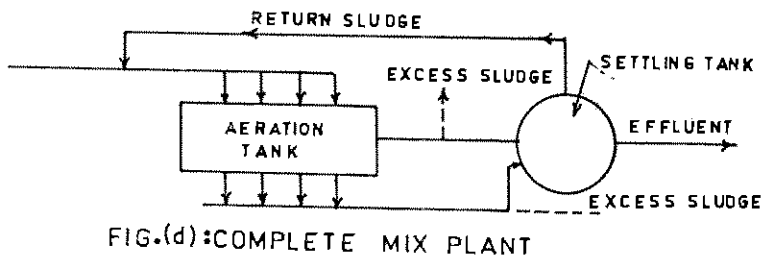 RETURN SLUDGE
EXCESS SLUDGE
SETTLING TANK
AERATION
TANK
EFFLUENT
EXCESS SLUDGE
FIG.(d):COMPLETE MIX PLANT